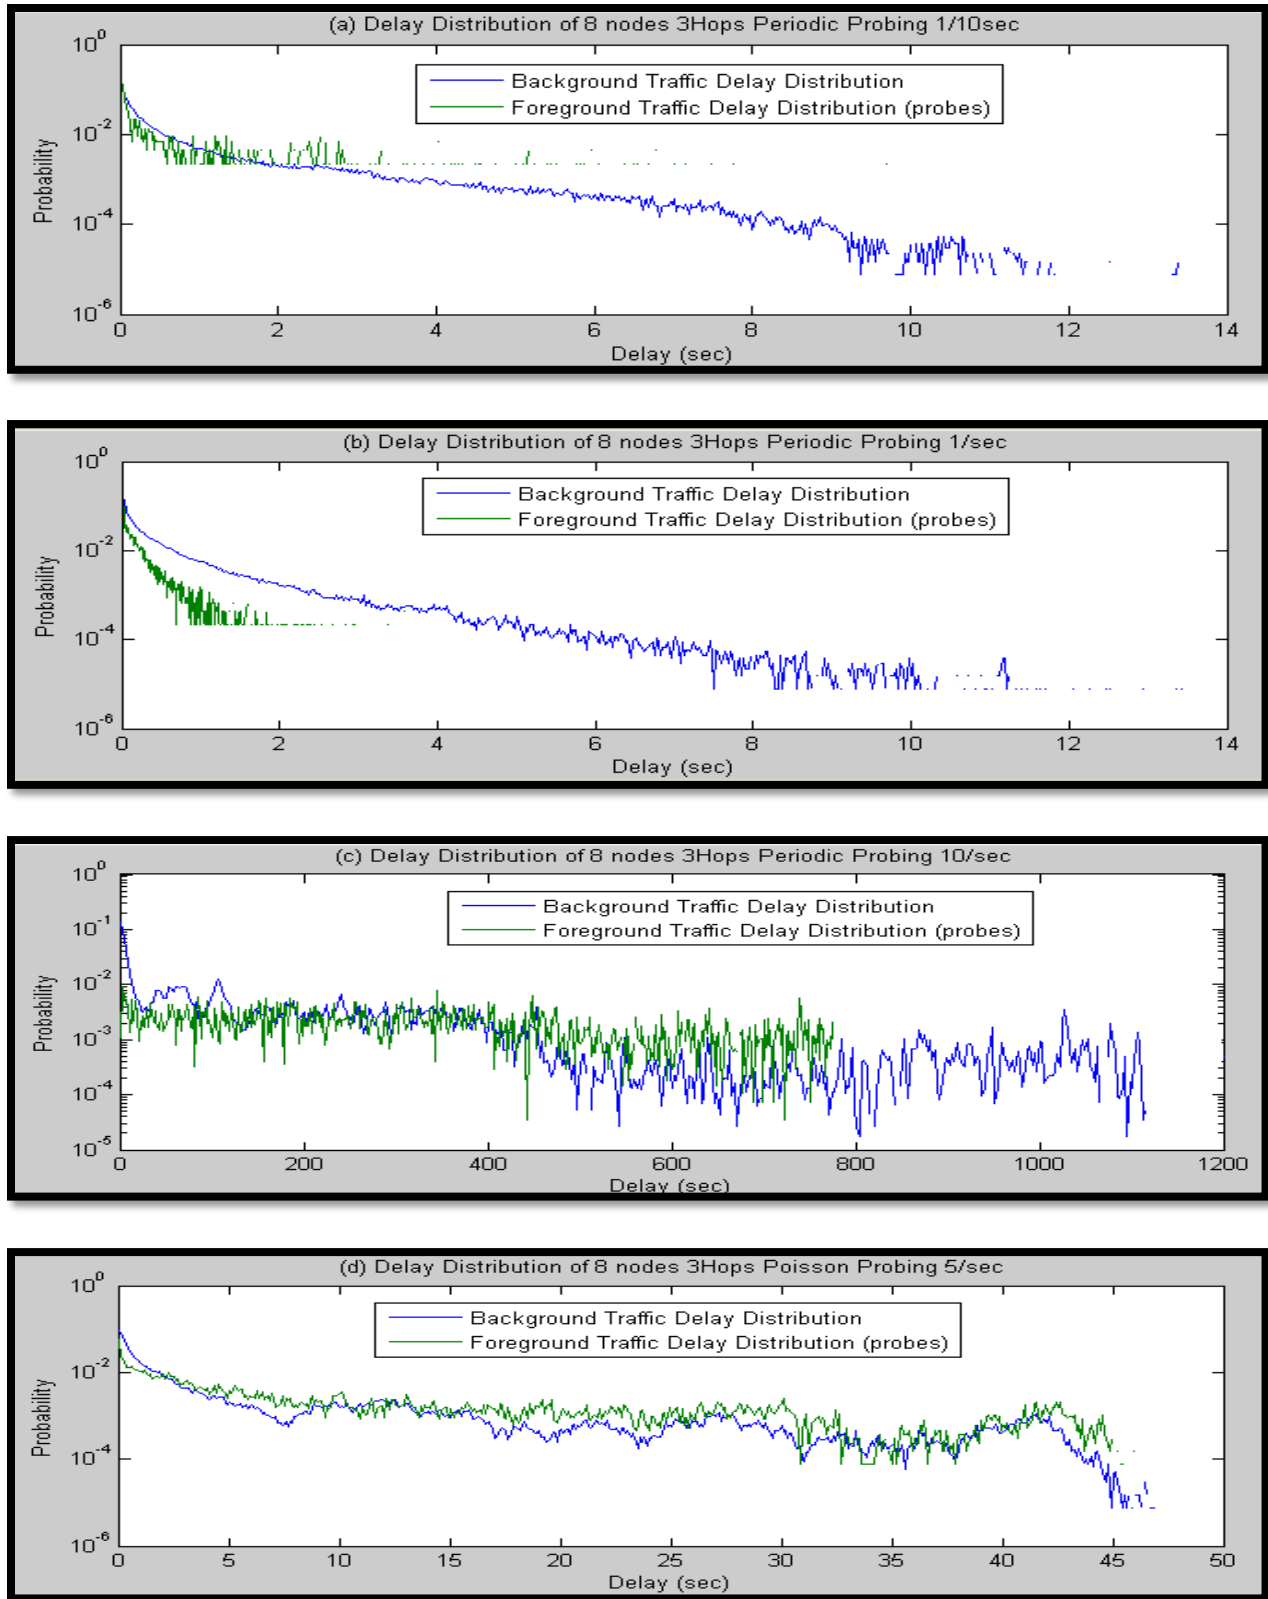 (a) Delay Distribution of 8 nodes 3Hops Periodic Probing 1/10sec
10^0
10^-2
10^-4
10^-6
Probability
Background Traffic Delay Distribution
Foreground Traffic Delay Distribution (probes)
0 2 4 6 8 10 12 14
Delay (sec)
(b) Delay Distribution of 8 nodes 3Hops Periodic Probing 1/sec
10^0
10^-2
10^-4
10^-6
Probability
Background Traffic Delay Distribution
Foreground Traffic Delay Distribution (probes)
0 2 4 6 8 10 12 14
Delay (sec)
(c) Delay Distribution of 8 nodes 3Hops Periodic Probing 10/sec
10^0
10^-1
10^-2
10^-3
10^-4
10^-5
Probability
Background Traffic Delay Distribution
Foreground Traffic Delay Distribution (probes)
0 200 400 600 800 1000 1200
Delay (sec)
(d) Delay Distribution of 8 nodes 3Hops Poisson Probing 5/sec
10^0
10^-2
10^-4
10^-6
Probability
Background Traffic Delay Distribution
Foreground Traffic Delay Distribution (probes)
0 5 10 15 20 25 30 35 40 45 50
Delay (sec)